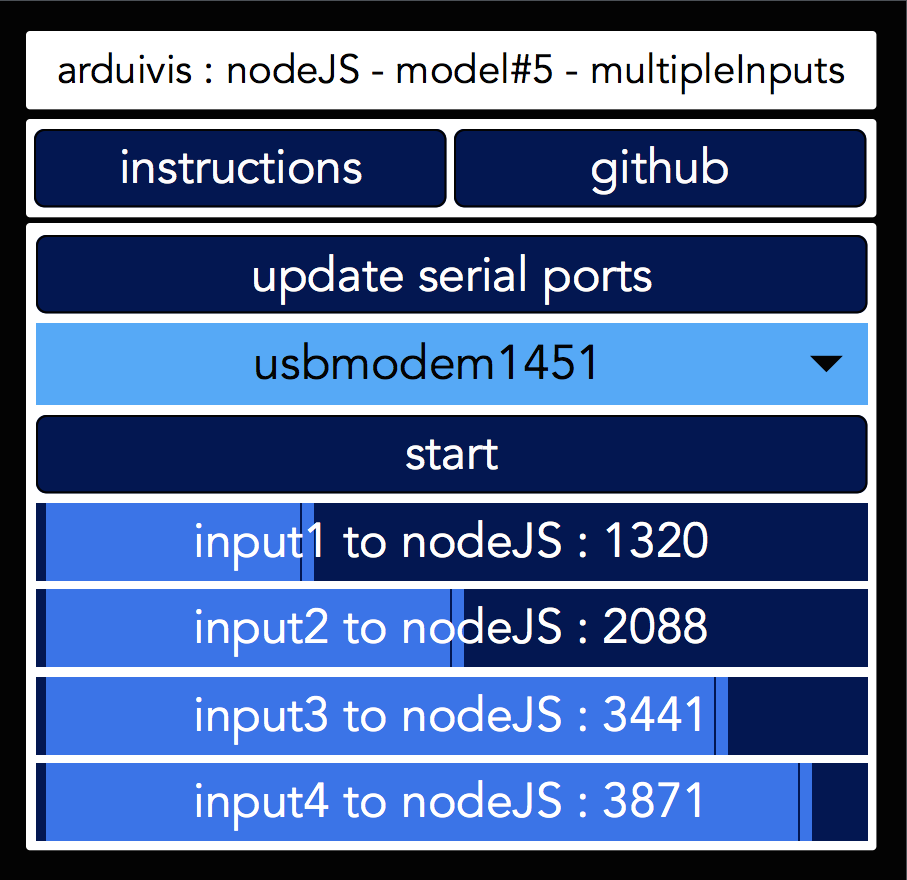 arduivis : nodeJS - model#5 - multipleInputs
instructions github
update serial ports
usbmodem1451
start
input1 to nodeJS : 1320
input2 to nodeJS : 2088
input3 to nodeJS : 3441
input4 to nodeJS : 3871